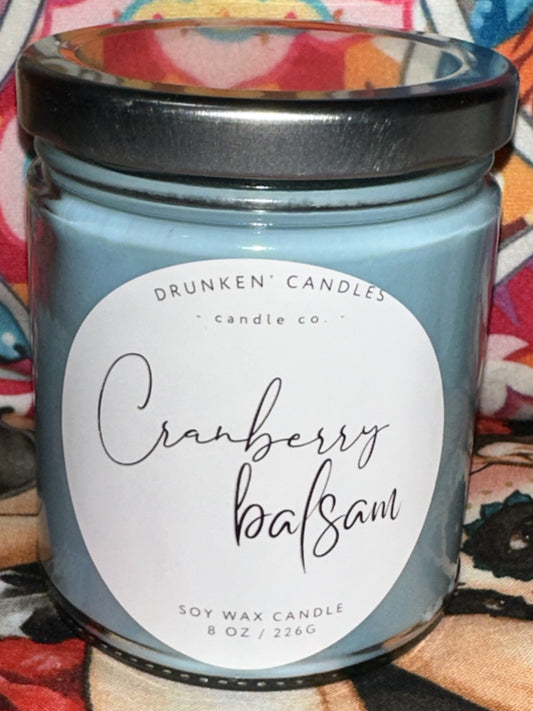 DRUNKEN' CANDLES
- candle co. -
Cranberry
balsam
SOY WAX CANDLE
8 OZ / 226G